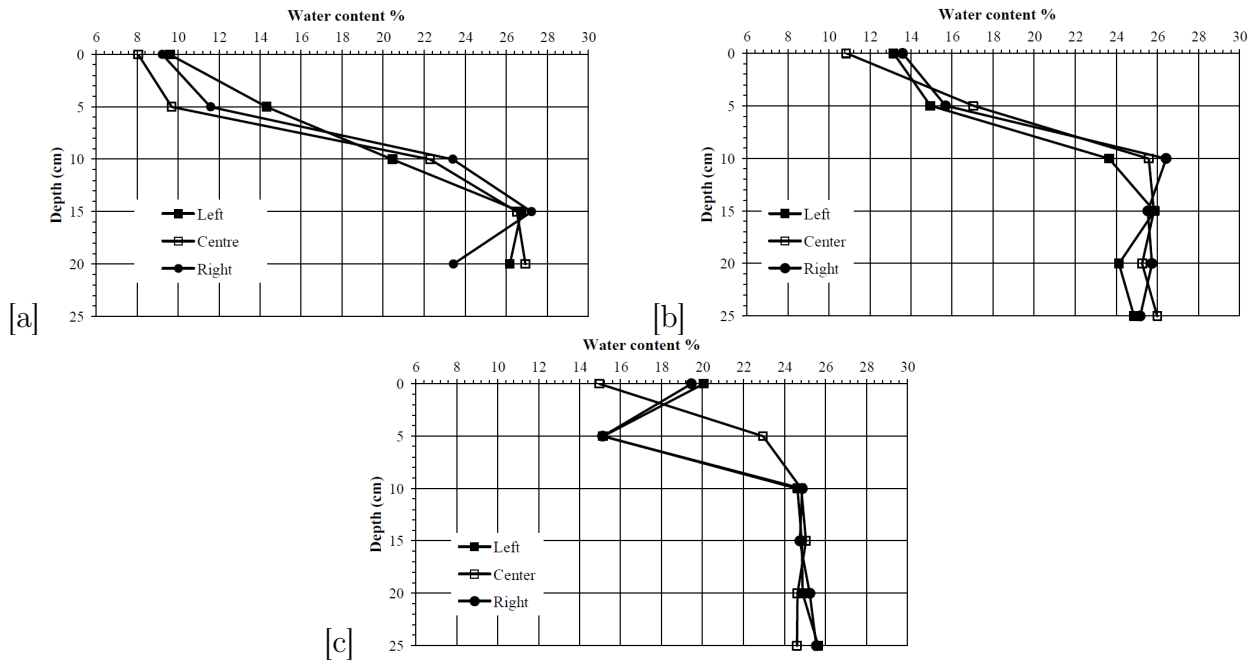 Water content %
6 8 10 12 14 16 18 20 22 24 26 28 30
0
5
10
15
20
25
Depth (cm)
Left
Centre
Right
[a]
Water content %
6 8 10 12 14 16 18 20 22 24 26 28 30
0
5
10
15
20
25
Depth (cm)
Left
Center
Right
[b]
Water content %
6 8 10 12 14 16 18 20 22 24 26 28 30
0
5
10
15
20
25
Depth (cm)
Left
Center
Right
[c]